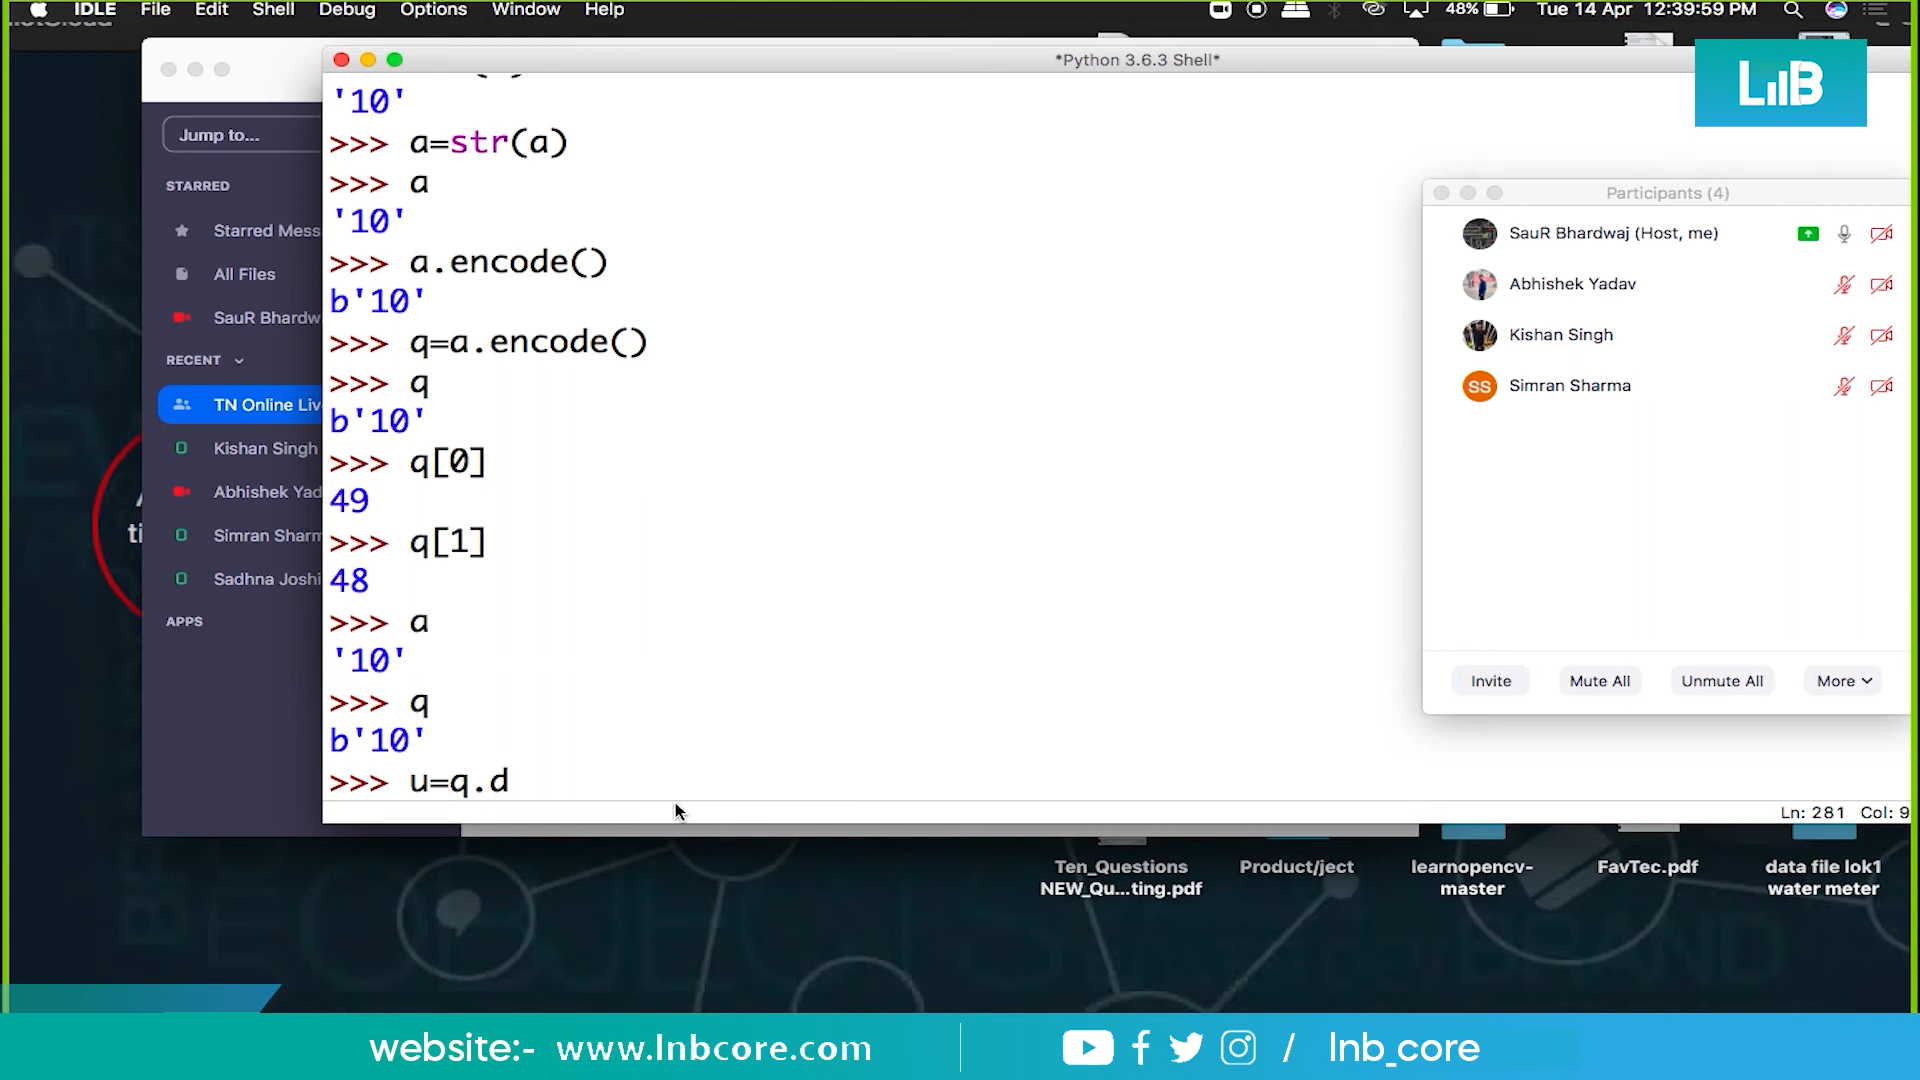 IDLE File Edit Shell Debug Options Window Help 48% Tue 14 Apr 12:39:59 PM
*Python 3.6.3 Shell*
'10'
>>> a=str(a)
>>> a
'10'
>>> a.encode()
b'10'
>>> q=a.encode()
>>> q
b'10'
>>> q[0]
49
>>> q[1]
48
>>> a
'10'
>>> q
b'10'
>>> u=q.d
Ln: 281 Col: 9
Jump to...
STARRED
Starred Mess
All Files
SauR Bhardw
RECENT
TN Online Liv
Kishan Singh
Abhishek Yad
Simran Sharm
Sadhna Joshi
APPS
LnB
Participants (4)
SauR Bhardwaj (Host, me)
Abhishek Yadav
Kishan Singh
SS Simran Sharma
Invite Mute All Unmute All More
Ten_Questions
NEW_Qu...ting.pdf
Product/ject
learnopencv-
master
FavTec.pdf
data file lok1
water meter
website:- www.lnbcore.com / lnb_core